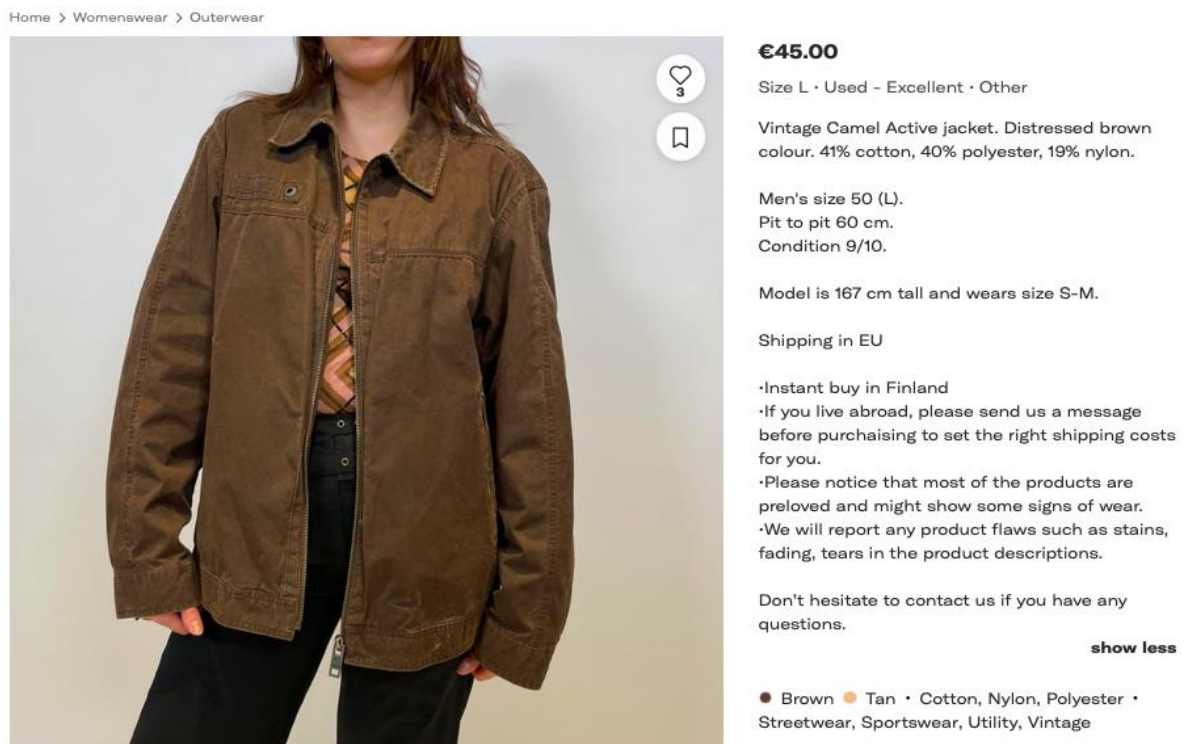 Home > Womenswear > Outerwear
3
€45.00
Size L · Used - Excellent · Other
Vintage Camel Active jacket. Distressed brown
colour. 41% cotton, 40% polyester, 19% nylon.
Men's size 50 (L).
Pit to pit 60 cm.
Condition 9/10.
Model is 167 cm tall and wears size S-M.
Shipping in EU
·Instant buy in Finland
·If you live abroad, please send us a message
before purchaising to set the right shipping costs
for you.
·Please notice that most of the products are
preloved and might show some signs of wear.
·We will report any product flaws such as stains,
fading, tears in the product descriptions.
Don't hesitate to contact us if you have any
questions.
show less
Brown Tan · Cotton, Nylon, Polyester ·
Streetwear, Sportswear, Utility, Vintage